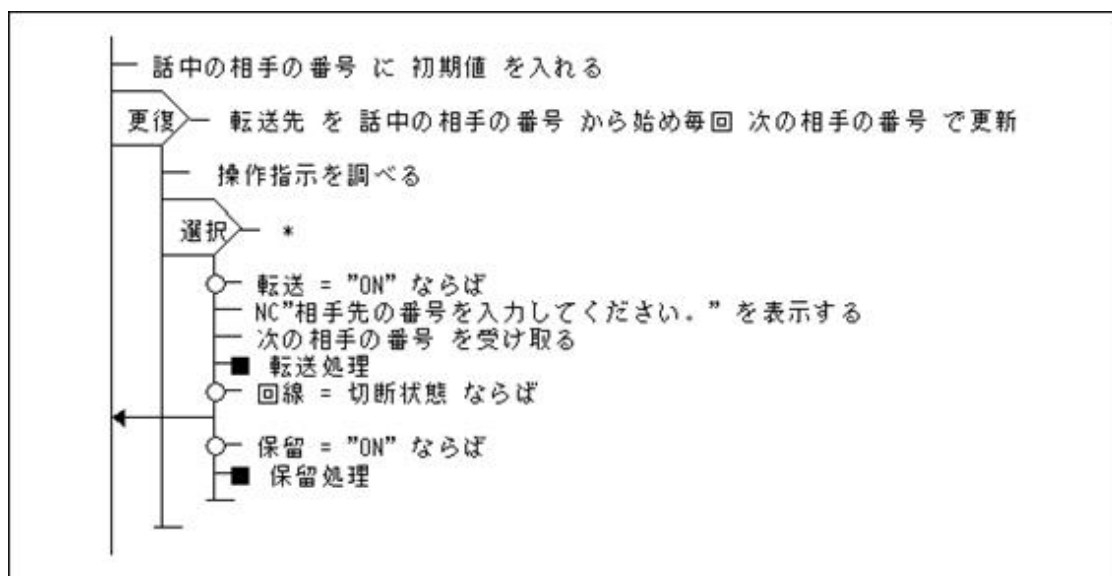 話中の相手の番号 に 初期値 を入れる
更復 転送先 を 話中の相手の番号 から始め毎回 次の相手の番号 で更新
操作指示を調べる
選択 *
転送 = "ON" ならば
NC"相手先の番号を入力してください。" を表示する
次の相手の番号 を受け取る
転送処理
回線 = 切断状態 ならば
保留 = "ON" ならば
保留処理